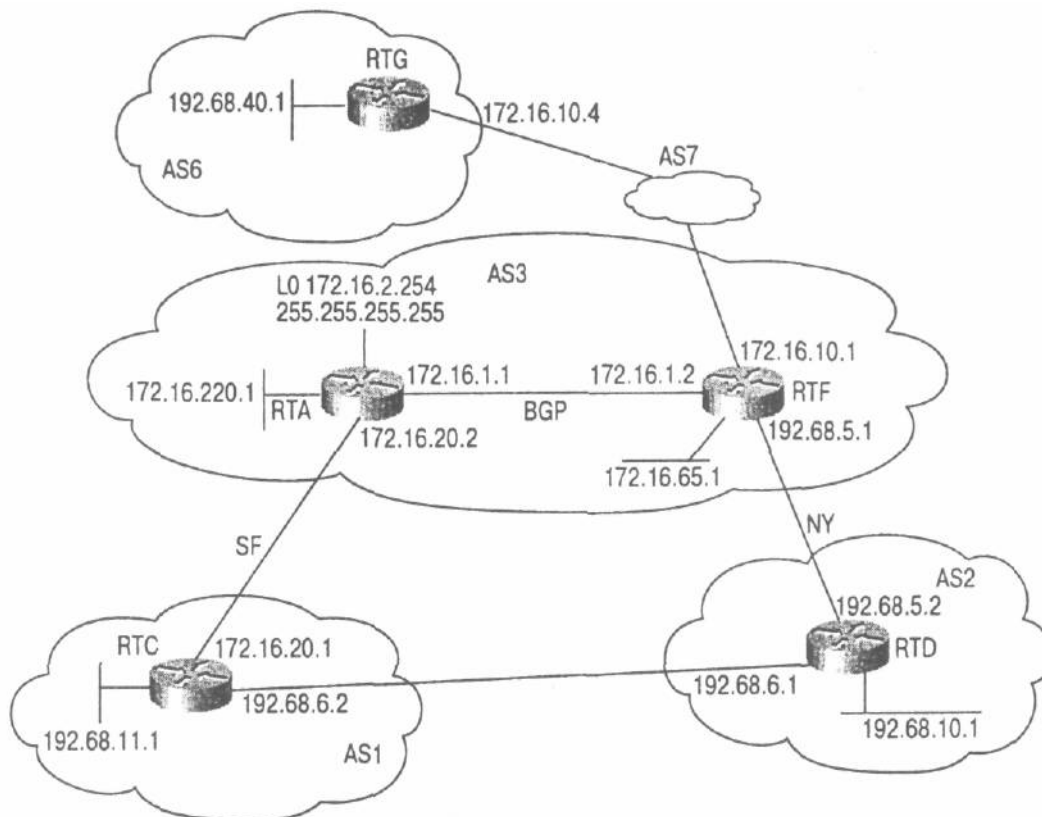 RTG
192.68.40.1
172.16.10.4
AS6
AS7
AS3
L0 172.16.2.254
255.255.255.255
172.16.10.1
172.16.220.1
172.16.1.1
172.16.1.2
RTF
RTA
BGP
172.16.20.2
192.68.5.1
172.16.65.1
SF
NY
AS2
192.68.5.2
RTC
172.16.20.1
RTD
192.68.6.2
192.68.6.1
192.68.11.1
192.68.10.1
AS1